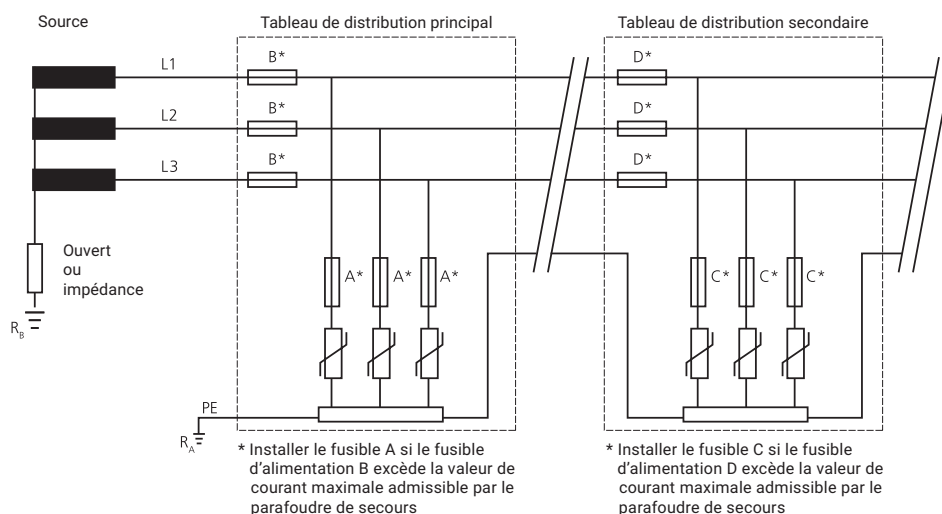 Source
Tableau de distribution principal
Tableau de distribution secondaire
L1
B*
D*
L2
B*
D*
L3
B*
D*
Ouvert
ou
impédance
A*
A*
A*
C*
C*
C*
R_B
PE
R_A
* Installer le fusible A si le fusible
d'alimentation B excède la valeur de
courant maximale admissible par le
parafoudre de secours
* Installer le fusible C si le fusible
d'alimentation D excède la valeur de
courant maximale admissible par le
parafoudre de secours